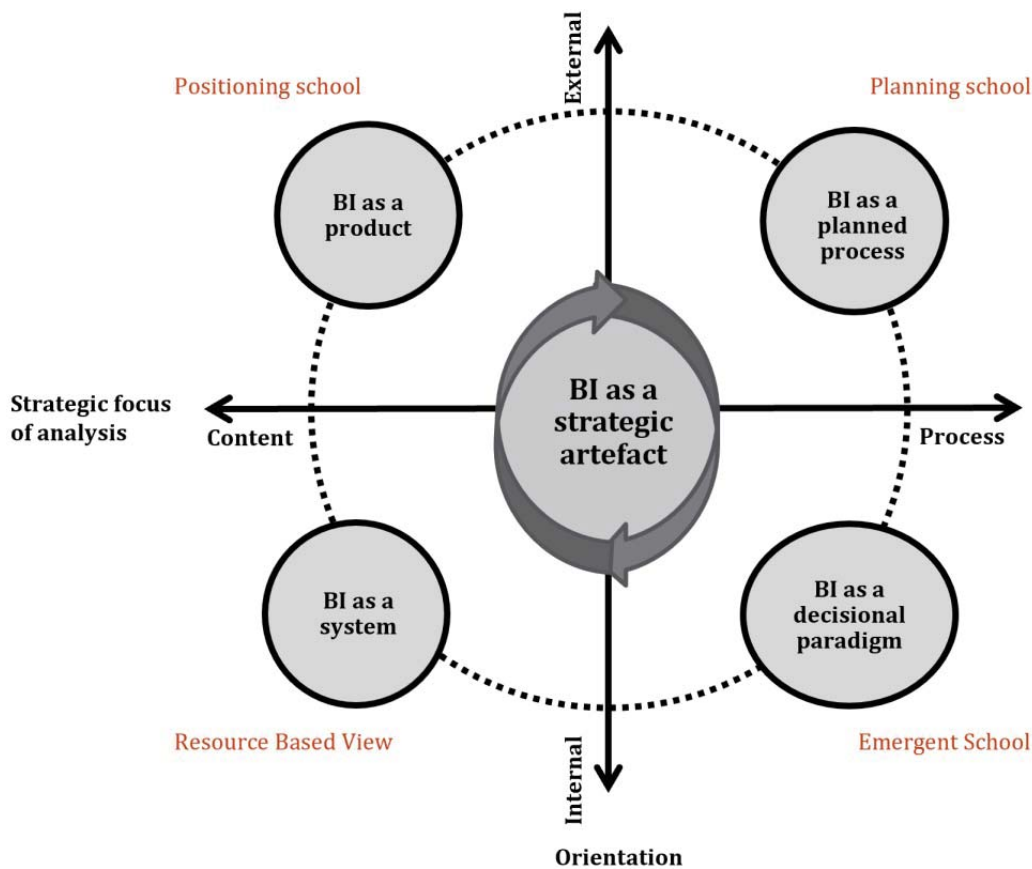 External
Positioning school
Planning school
BI as a
product
BI as a
planned
process
BI as a
strategic
artefact
Strategic focus
of analysis
Content
Process
BI as a
system
BI as a
decisional
paradigm
Resource Based View
Emergent School
Internal
Orientation